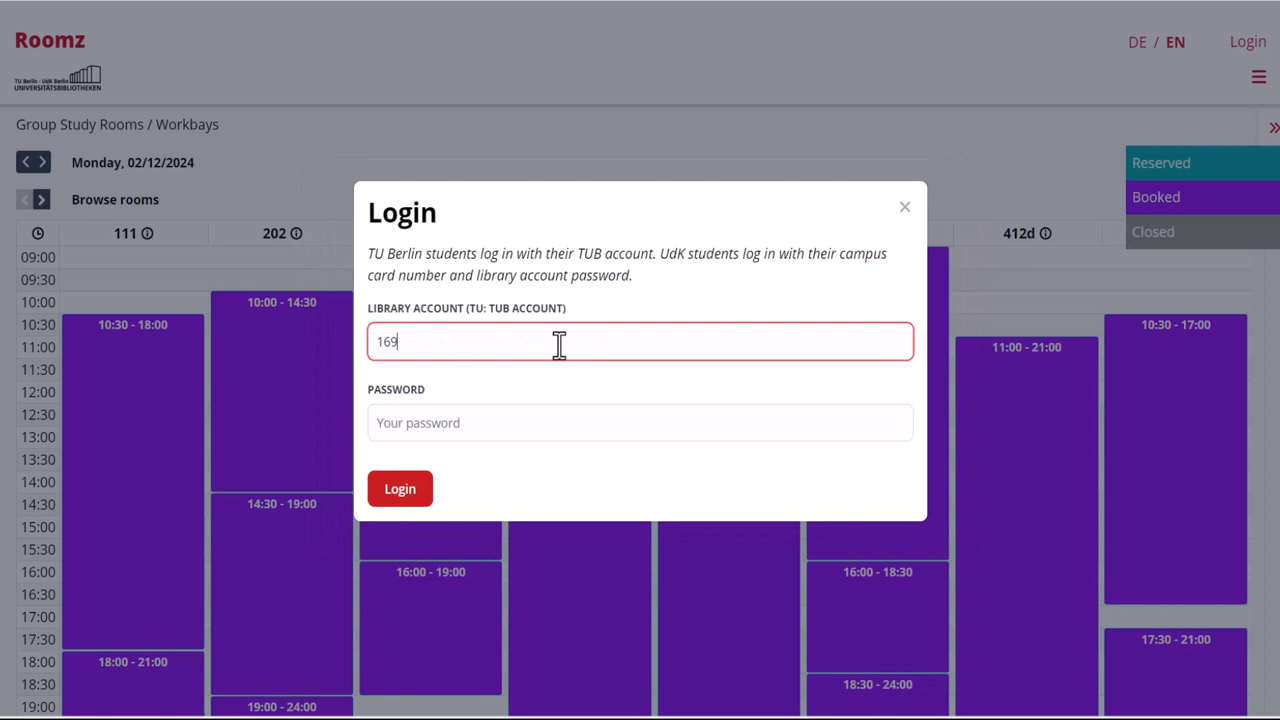 Roomz
DE / EN
Login
TU Berlin · UdK Berlin
UNIVERSITÄTSBIBLIOTHEKEN
Group Study Rooms / Workbays
Monday, 02/12/2024
Browse rooms
Reserved
Booked
Closed
111
202
412d
09:00
09:30
10:00
10:30
11:00
11:30
12:00
12:30
13:00
13:30
14:00
14:30
15:00
15:30
16:00
16:30
17:00
17:30
18:00
18:30
19:00
10:30 - 18:00
18:00 - 21:00
10:00 - 14:30
14:30 - 19:00
19:00 - 24:00
16:00 - 19:00
16:00 - 18:30
18:30 - 24:00
11:00 - 21:00
10:30 - 17:00
17:30 - 21:00
Login
TU Berlin students log in with their TUB account. UdK students log in with their campus
card number and library account password.
LIBRARY ACCOUNT (TU: TUB ACCOUNT)
169
PASSWORD
Your password
Login